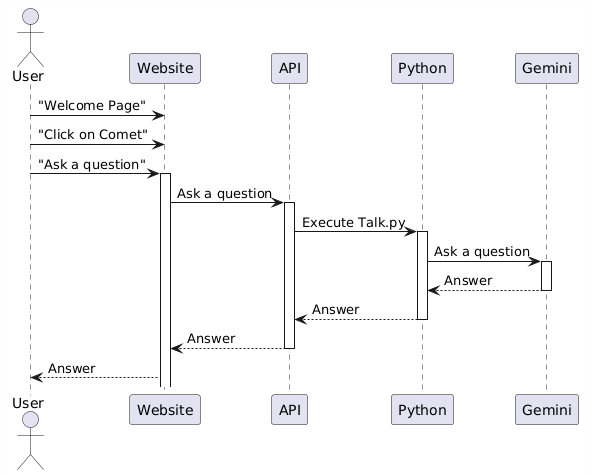 User
Website
API
Python
Gemini
"Welcome Page"
"Click on Comet"
"Ask a question"
Ask a question
Execute Talk.py
Ask a question
Answer
Answer
Answer
Answer
User
Website
API
Python
Gemini